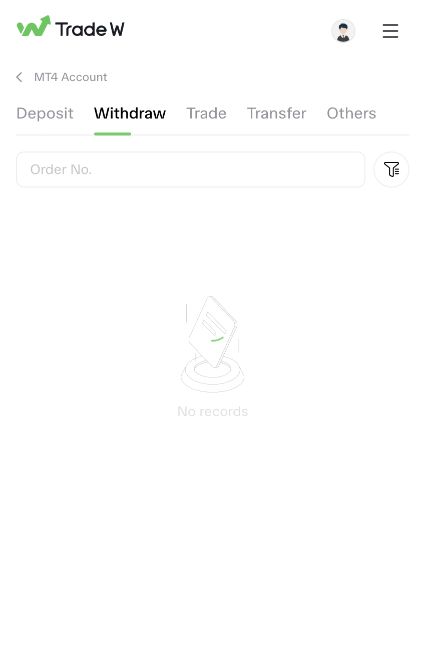 Trade W
MT4 Account
Deposit Withdraw Trade Transfer Others
Order No.
No records